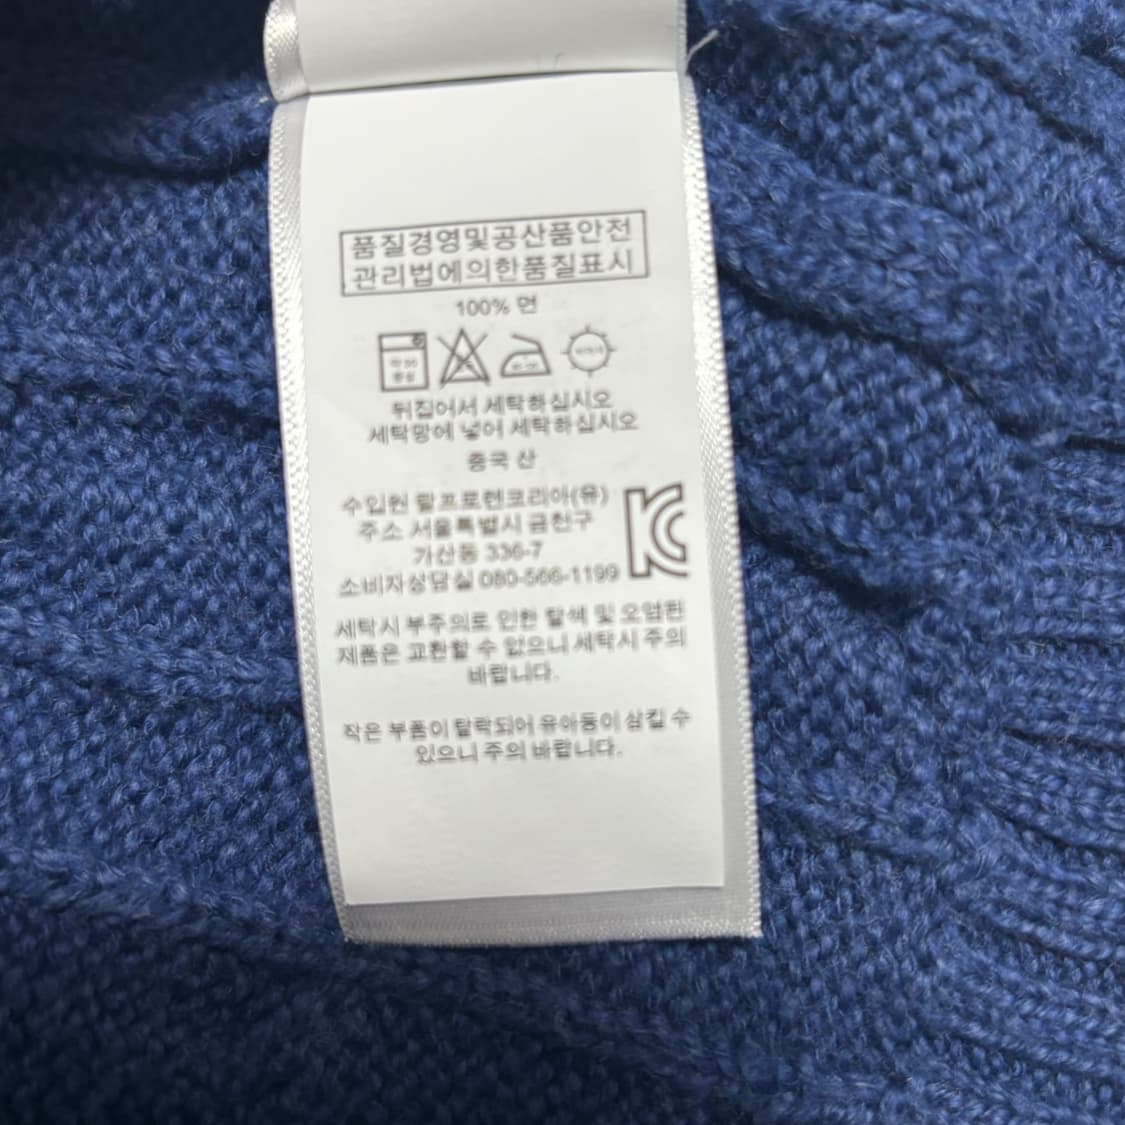 품질경영및공산품안전
관리법에의한품질표시
100% 면
뒤집어서 세탁하십시오
세탁망에 넣어 세탁하십시오
중국 산
수입원 랄프로렌코리아(유)
주소 서울특별시 금천구
가산동 336-7
소비자상담실 080-566-1199
세탁시 부주의로 인한 탈색 및 오염된
제품은 교환할 수 없으니 세탁시 주의
바랍니다.
작은 부품이 탈락되어 유아등이 삼킬 수
있으니 주의 바랍니다.